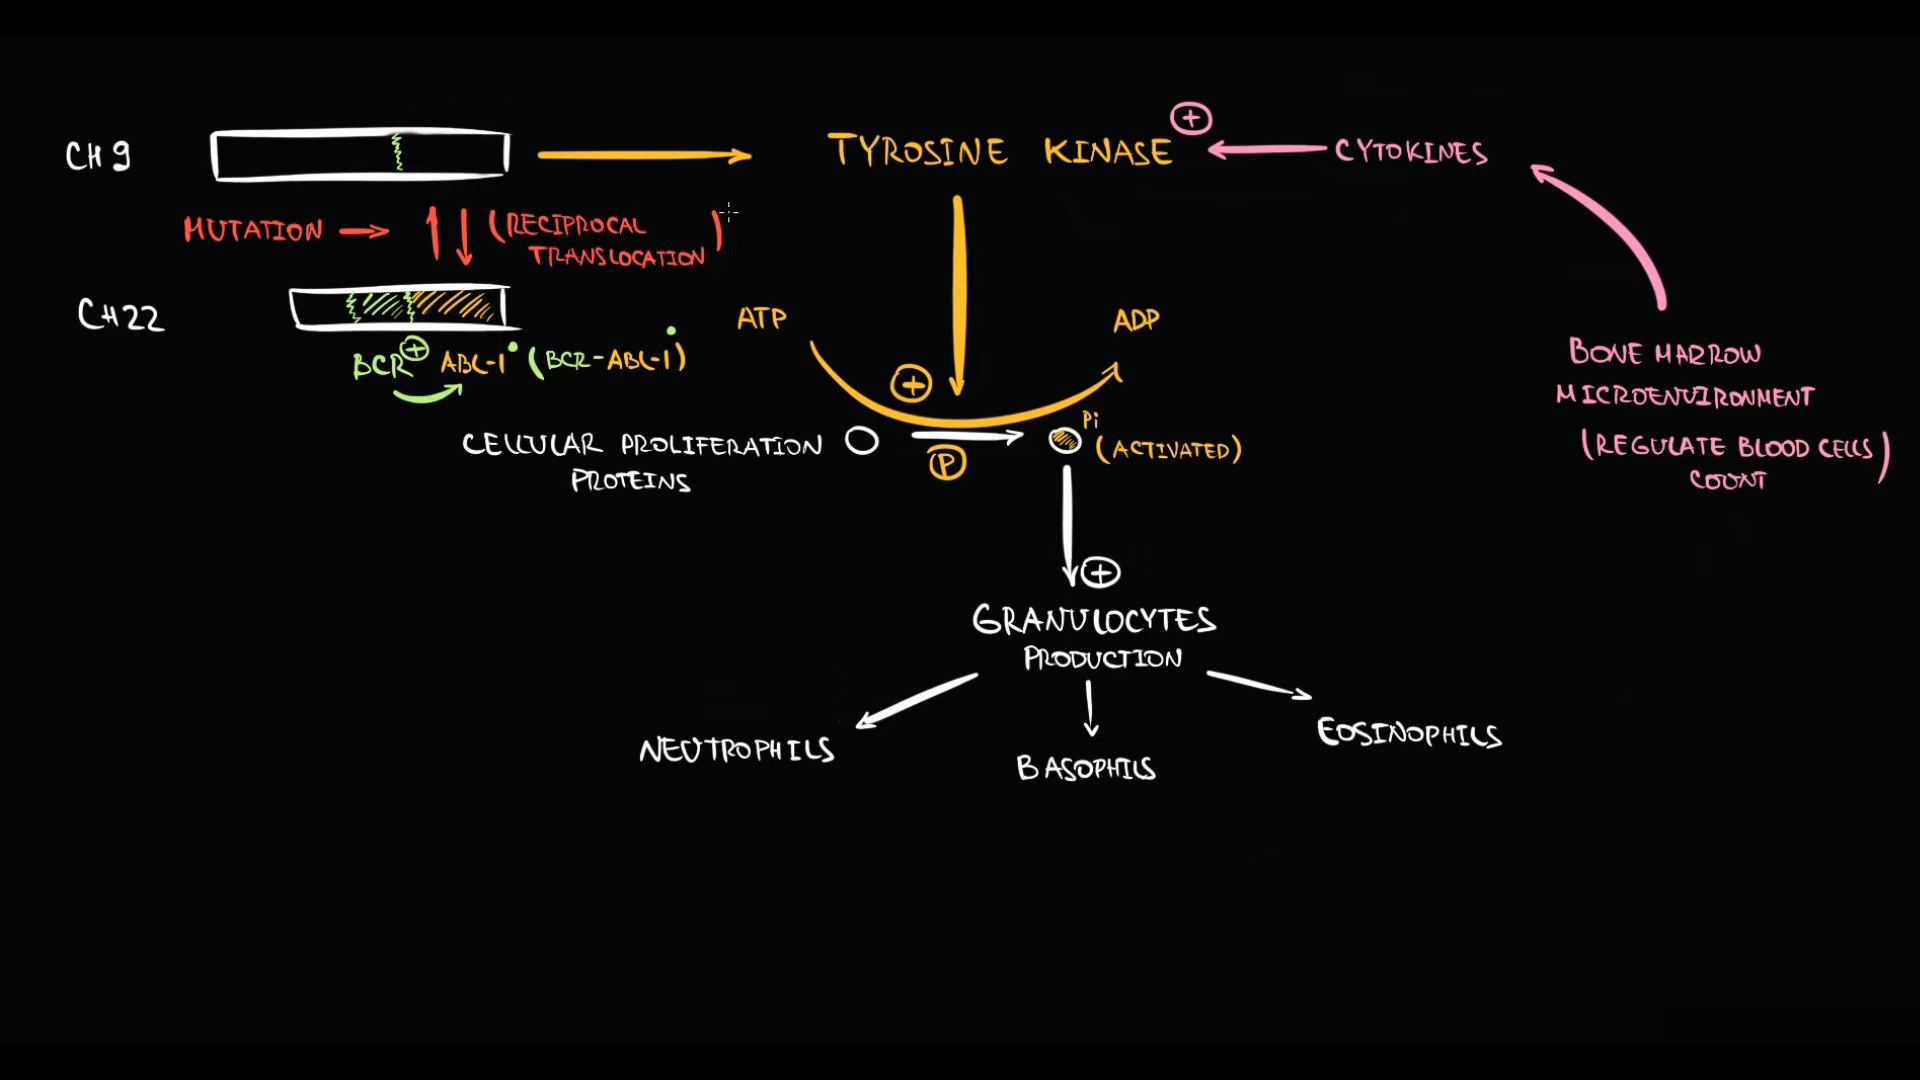 CH 9
TYROSINE KINASE
+
CYTOKINES
MUTATION
(RECIPROCAL
TRANSLOCATION)
CH22
BCR + ABL-1 (BCR-ABL-1)
ATP
ADP
+
BONE MARROW
MICROENVIRONMENT
(REGULATE BLOOD CELLS)
COUNT
CELLULAR PROLIFERATION
PROTEINS
P
Pi
(ACTIVATED)
+
GRANULOCYTES
PRODUCTION
NEUTROPHILS
BASOPHILS
EOSINOPHILS